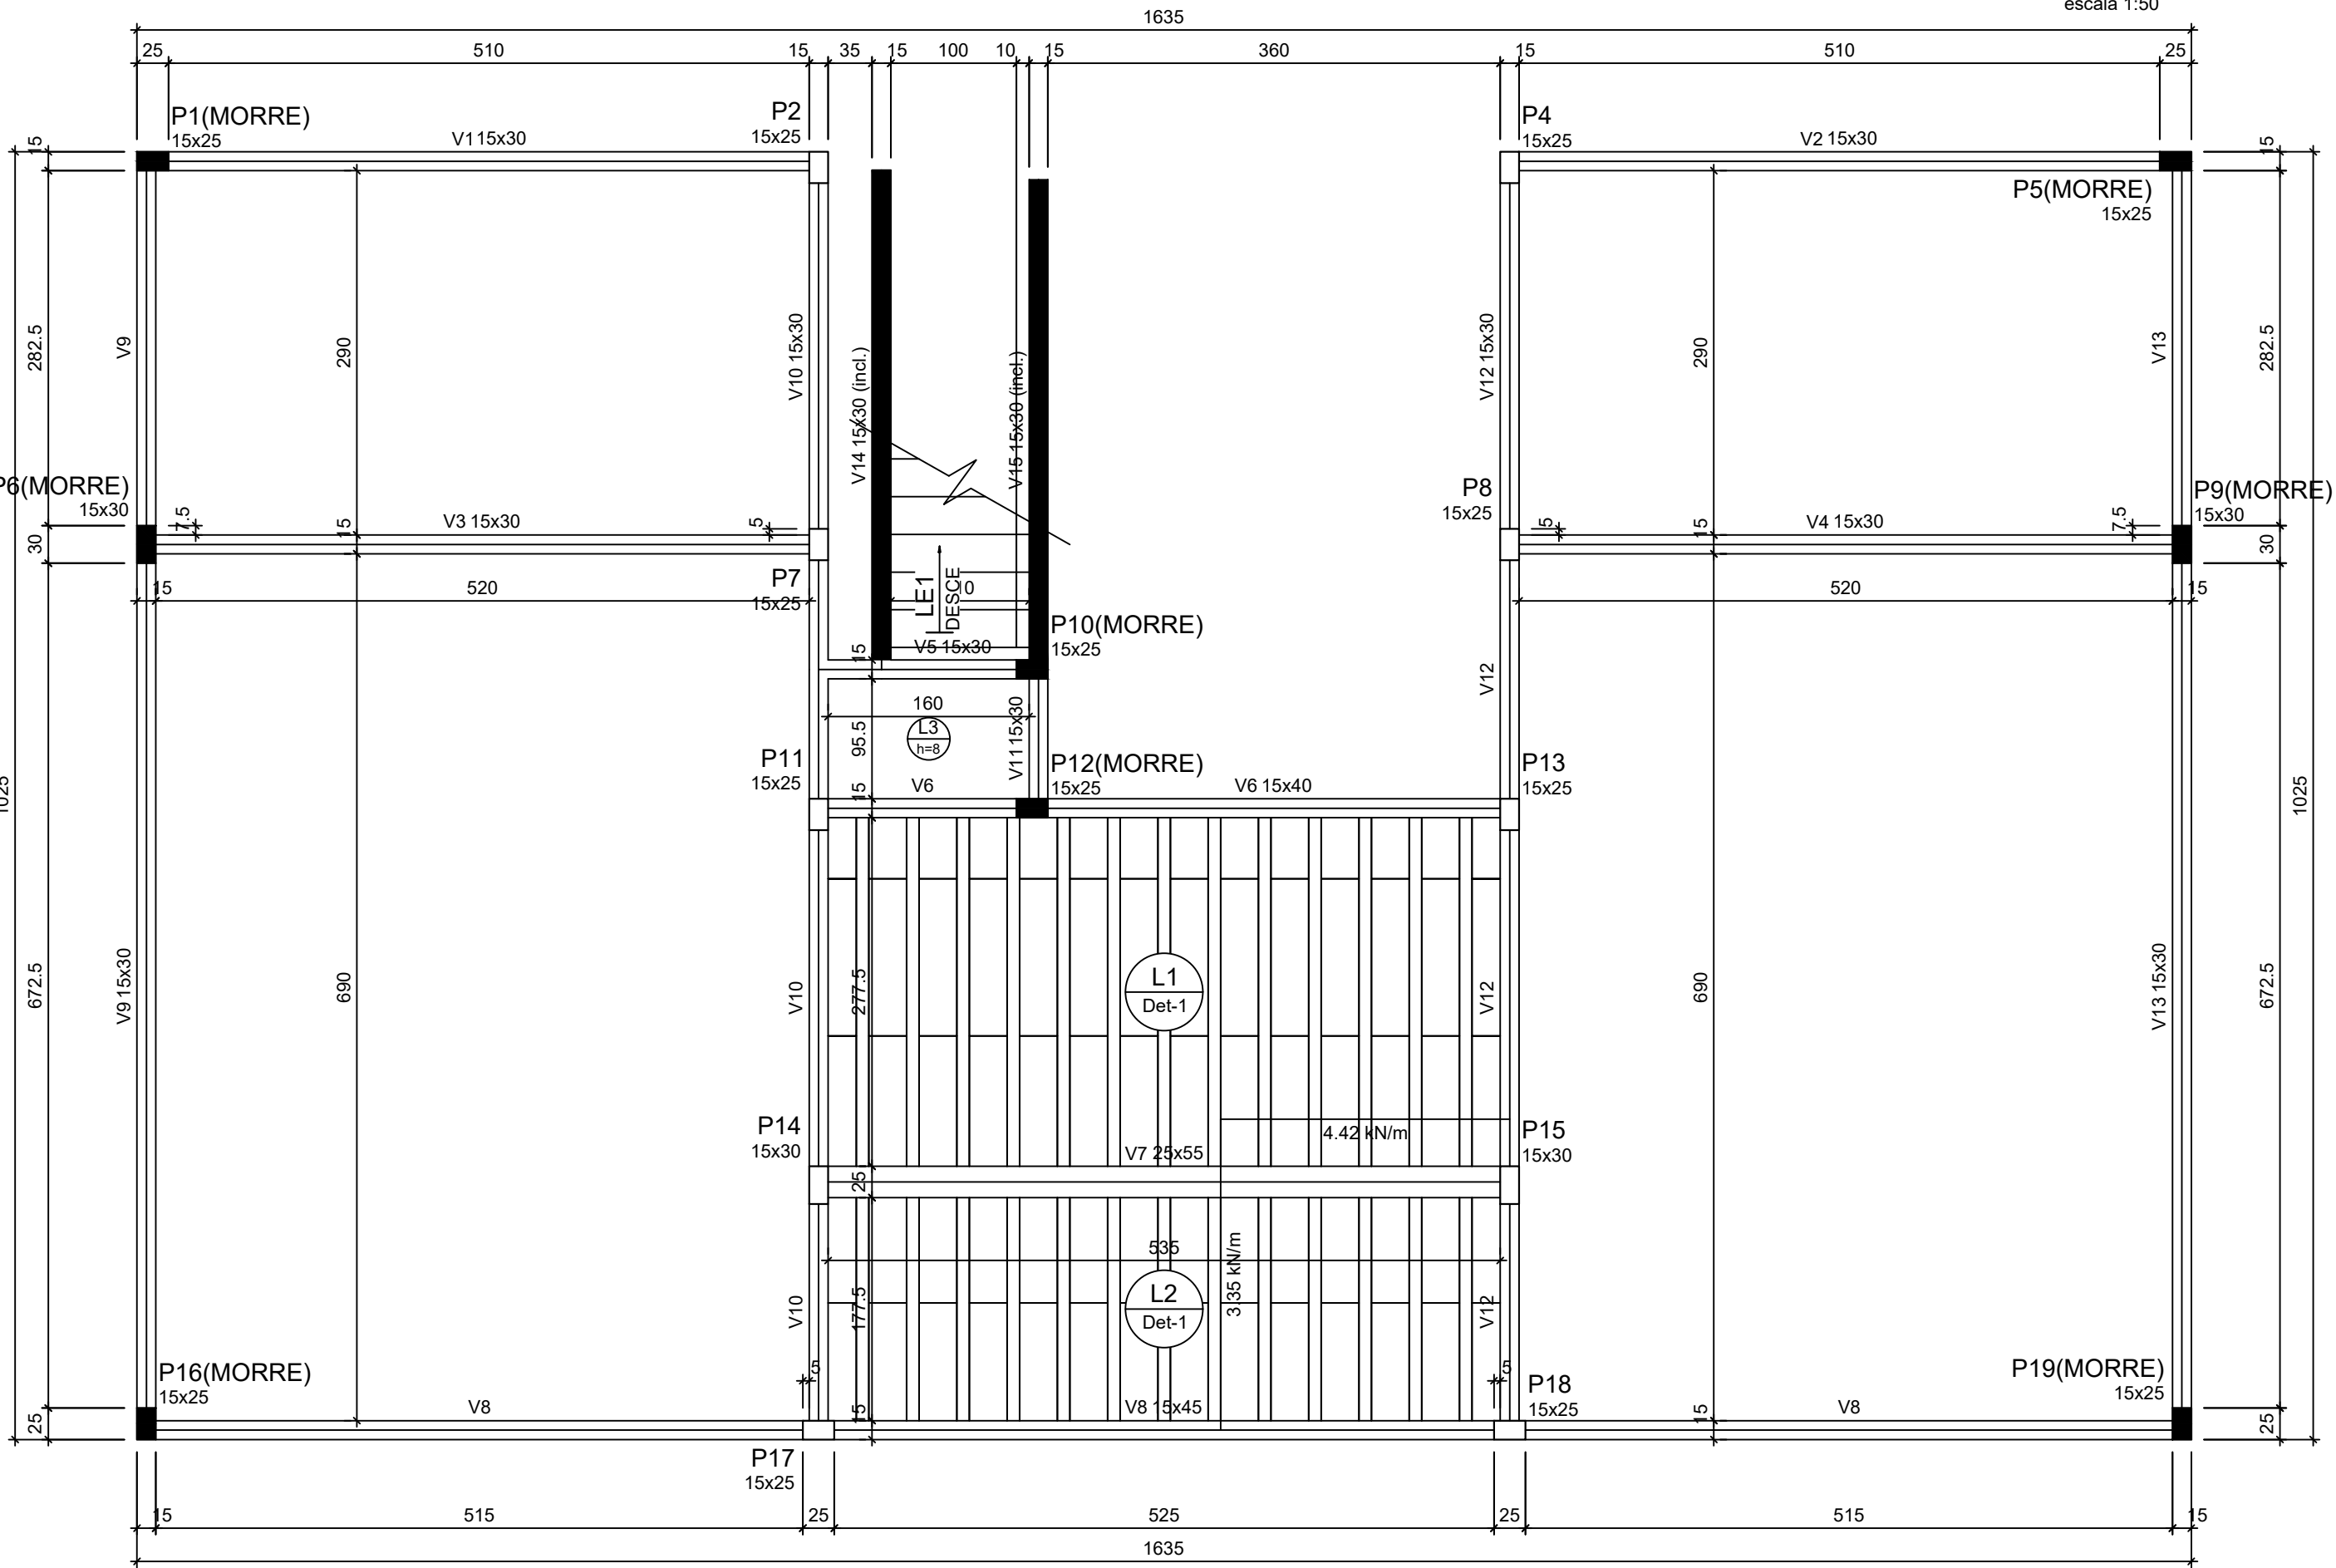 escala 1:50
1635
25 510 15 35 15 100 10 15 360 15 510 25
P1(MORRE)
15x25
V1 15x30
P2
15x25
P4
15x25
V2 15x30
15
15
P5(MORRE)
15x25
282.5
V9
290
V10 15x30
V14 15x30 (incl.)
V15 15x30 (incl.)
V12 15x30
290
V13
282.5
P6(MORRE)
15x30
7.5
V3 15x30
5
P8
15x25
5
V4 15x30
7.5
P9(MORRE)
15x30
30
15
15
30
15
520
P7
15x25
LE1
DESCE
520
15
V5 15x30
15
P10(MORRE)
15x25
V12
160
L3
h=8
95.5
V11 15x30
P11
15x25
15
V6
P12(MORRE)
15x25
V6 15x40
P13
15x25
1025
1025
672.5
V9 15x30
690
V10
277.5
L1
Det-1
V12
690
V13 15x30
672.5
P14
15x30
V7 25x55
4.42 kN/m
P15
15x30
25
535
3.35 kN/m
V10
177.5
L2
Det-1
V12
P16(MORRE)
15x25
5
5
P18
15x25
P19(MORRE)
15x25
25
V8
15
V8 15x45
15
V8
25
P17
15x25
15 515 25 525 25 515 15
1635